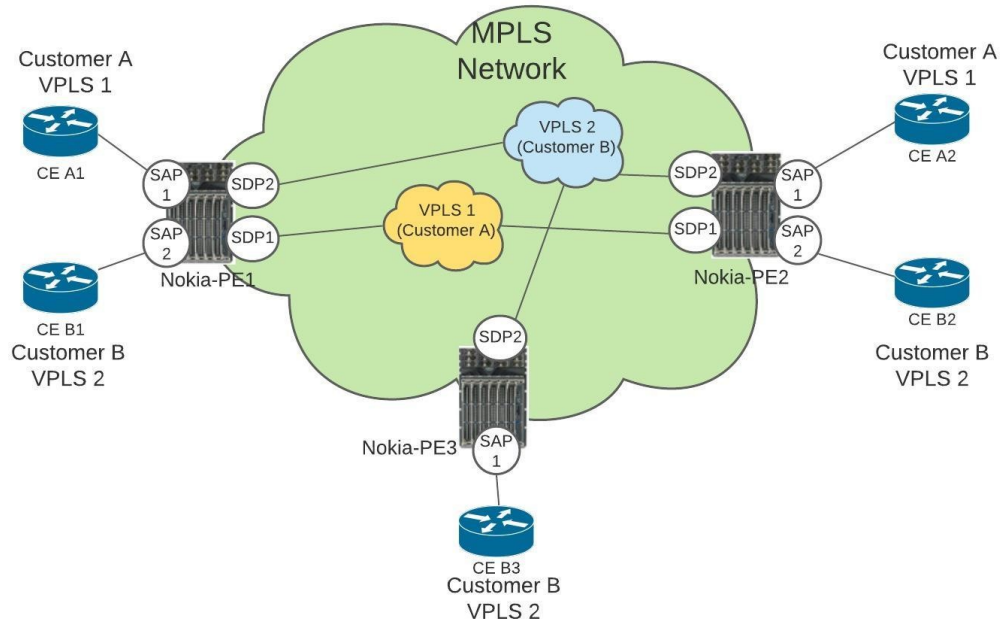 MPLS
Network
Customer A
VPLS 1
CE A1
Customer A
VPLS 1
CE A2
VPLS 2
(Customer B)
VPLS 1
(Customer A)
SAP
1
SDP2
SAP
2
SDP1
Nokia-PE1
SDP2
SAP
1
SDP1
SAP
2
Nokia-PE2
CE B1
Customer B
VPLS 2
CE B2
Customer B
VPLS 2
SDP2
Nokia-PE3
SAP
1
CE B3
Customer B
VPLS 2